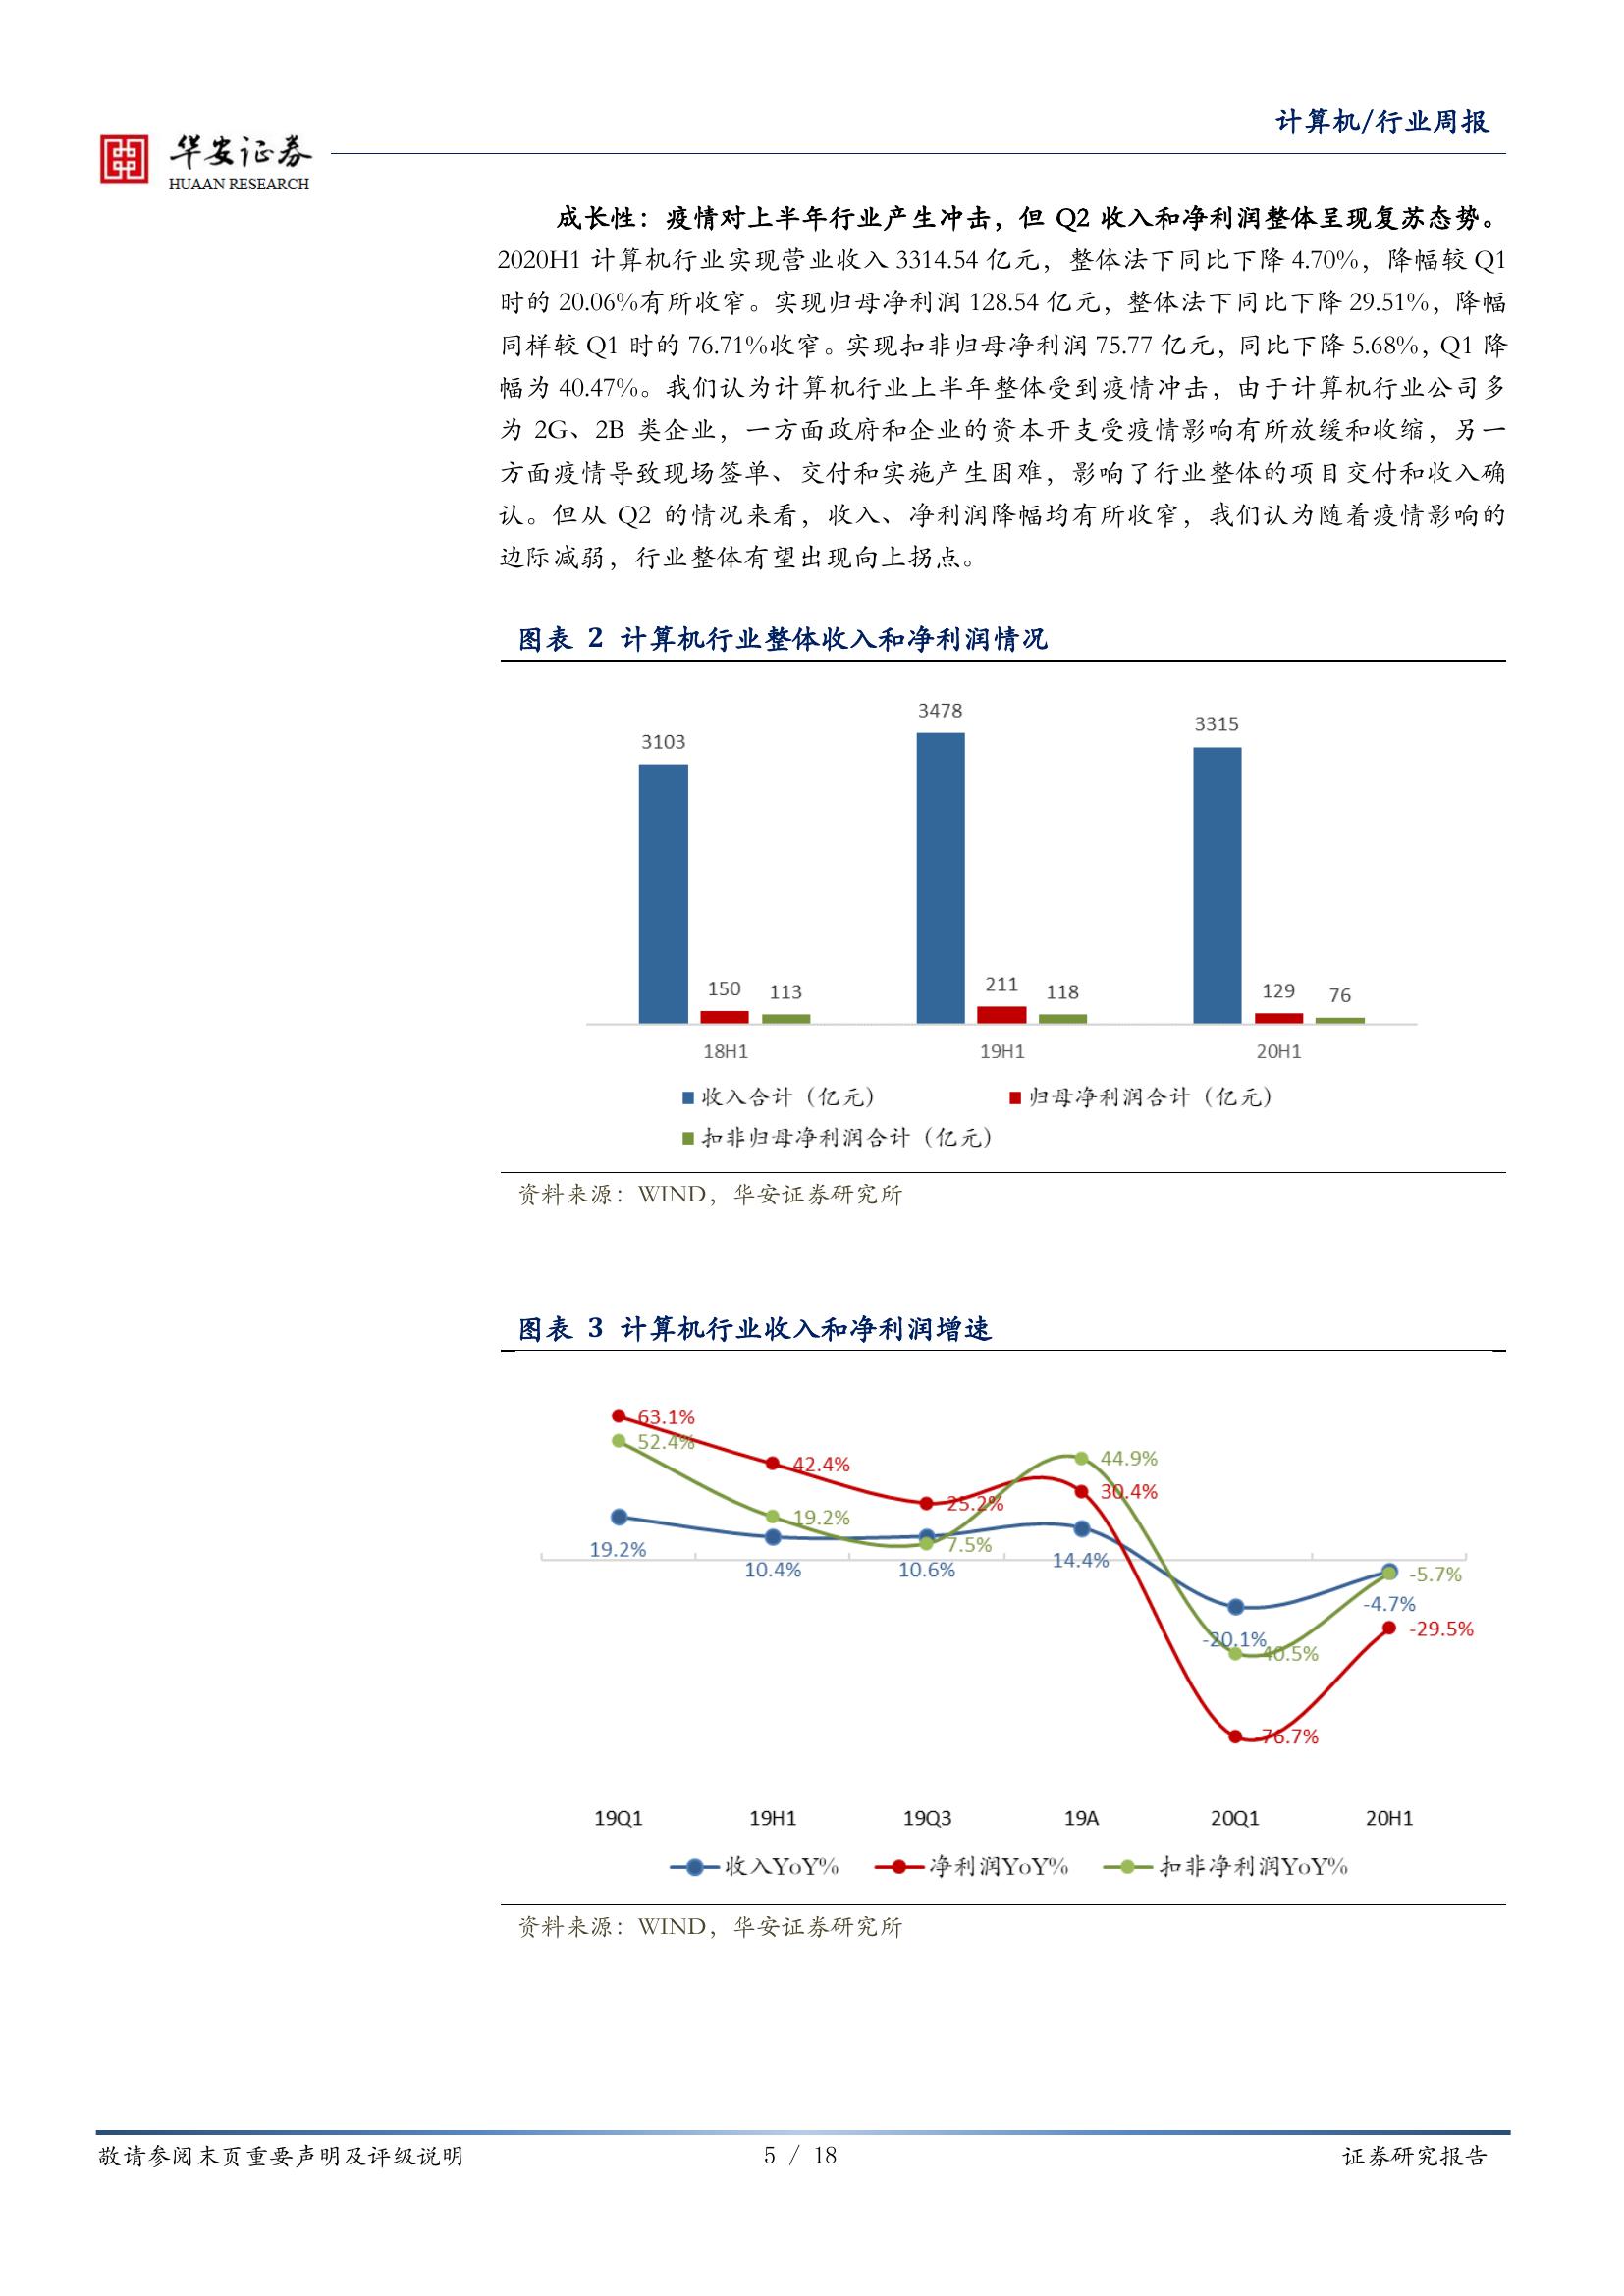 计算机/行业周报
华安证券
HUAAN RESEARCH
成长性：疫情对上半年行业产生冲击，但 Q2 收入和净利润整体呈现复苏态势。
2020H1 计算机行业实现营业收入 3314.54 亿元，整体法下同比下降 4.70%，降幅较 Q1
时的 20.06%有所收窄。实现归母净利润 128.54 亿元，整体法下同比下降 29.51%，降幅
同样较 Q1 时的 76.71%收窄。实现扣非归母净利润 75.77 亿元，同比下降 5.68%，Q1 降
幅为 40.47%。我们认为计算机行业上半年整体受到疫情冲击，由于计算机行业公司多
为 2G、2B 类企业，一方面政府和企业的资本开支受疫情影响有所放缓和收缩，另一
方面疫情导致现场签单、交付和实施产生困难，影响了行业整体的项目交付和收入确
认。但从 Q2 的情况来看，收入、净利润降幅均有所收窄，我们认为随着疫情影响的
边际减弱，行业整体有望出现向上拐点。
图表 2 计算机行业整体收入和净利润情况
3478
3315
3103
211
150 113
118
129 76
18H1 19H1 20H1
收入合计（亿元） 归母净利润合计（亿元）
扣非归母净利润合计（亿元）
资料来源：WIND，华安证券研究所
图表 3 计算机行业收入和净利润增速
63.1%
52.4%
44.9%
42.4%
30.4%
25.2%
19.2%
7.5%
19.2%
10.4% 10.6%
14.4%
-5.7%
-4.7%
-29.5%
-20.1%
-40.5%
-76.7%
19Q1 19H1 19Q3 19A 20Q1 20H1
收入YoY% 净利润YoY% 扣非净利润YoY%
资料来源：WIND，华安证券研究所
敬请参阅末页重要声明及评级说明 5 / 18 证券研究报告